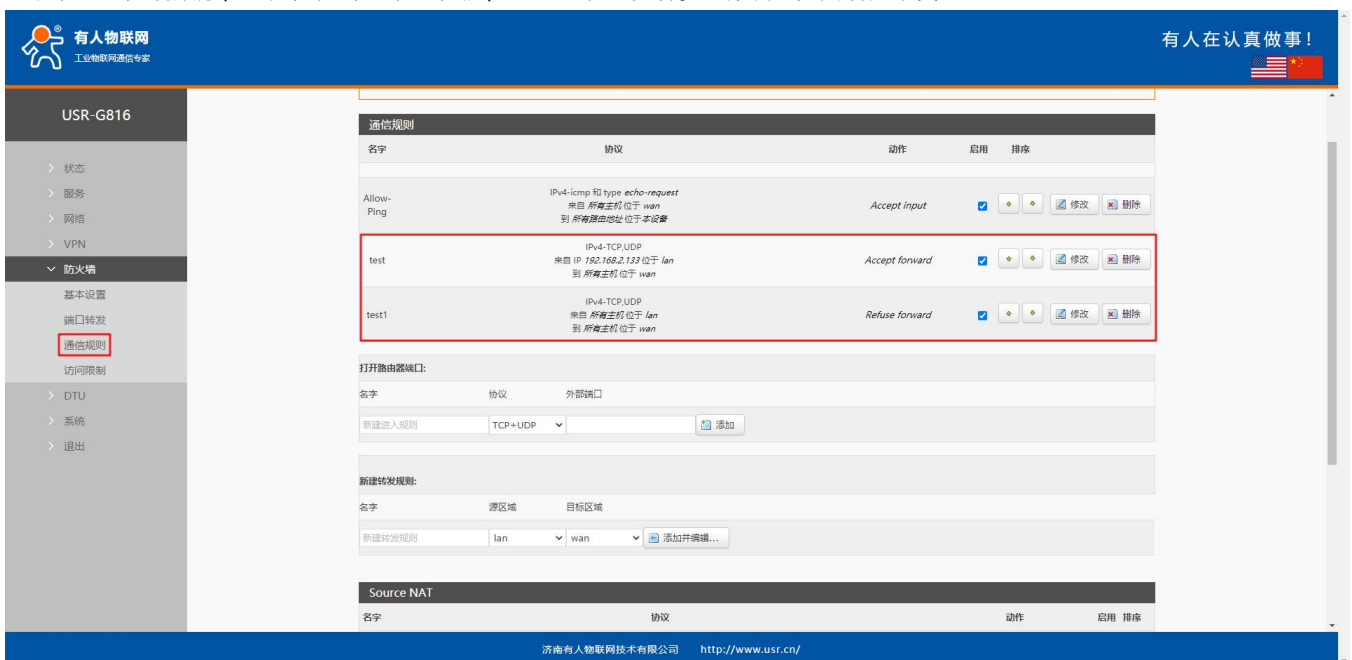 有人物联网
工业物联网通信专家
有人在认真做事!
USR-G816
状态
服务
网络
VPN
防火墙
基本设置
端口转发
通信规则
访问限制
DTU
系统
退出
通信规则
名字 协议 动作 启用 排序
Allow-Ping
IPv4-icmp 和 type echo-request
来自 所有主机 位于 wan
到 所有路由地址 位于 本设备
Accept input
修改 删除
test
IPv4-TCP,UDP
来自 IP 192.168.2.133 位于 lan
到 所有主机 位于 wan
Accept forward
修改 删除
test1
IPv4-TCP,UDP
来自 所有主机 位于 lan
到 所有主机 位于 wan
Refuse forward
修改 删除
打开路由器端口:
名字 协议 外部端口
新建进入规则 TCP+UDP 添加
新建转发规则:
名字 源区域 目标区域
新建转发规则 lan wan 添加并编辑...
Source NAT
名字 协议 动作 启用 排序
济南有人物联网技术有限公司 http://www.usr.cn/